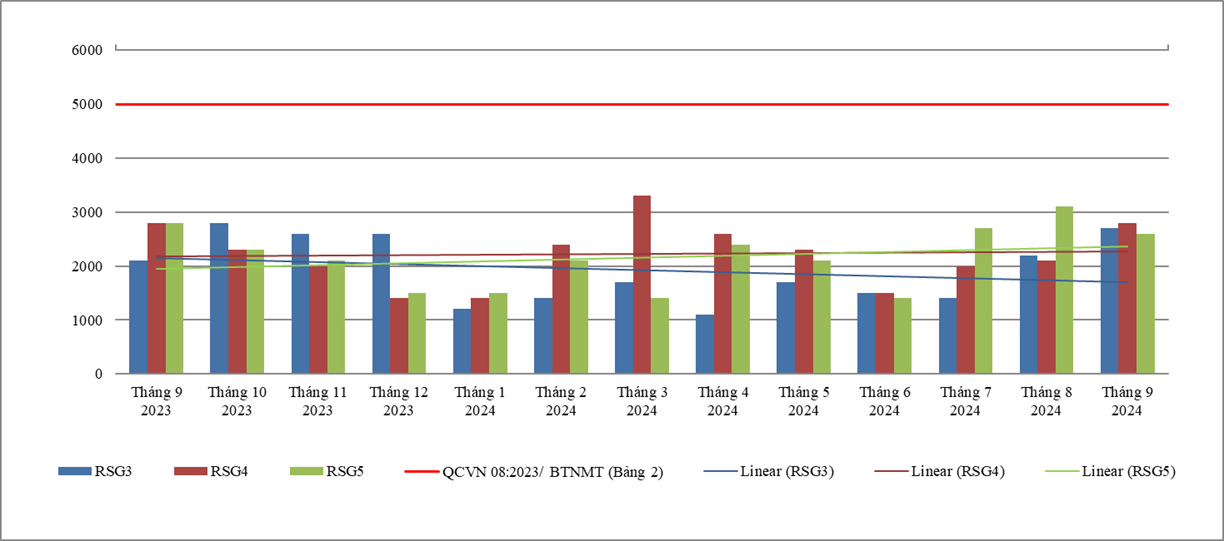 6000
5000
4000
3000
2000
1000
0
Tháng 9 Tháng 10 Tháng 11 Tháng 12 Tháng 1 Tháng 2 Tháng 3 Tháng 4 Tháng 5 Tháng 6 Tháng 7 Tháng 8 Tháng 9
2023 2023 2023 2023 2024 2024 2024 2024 2024 2024 2024 2024 2024
RSG3 RSG4 RSG5 QCVN 08:2023/ BTNMT (Bảng 2) Linear (RSG3) Linear (RSG4) Linear (RSG5)